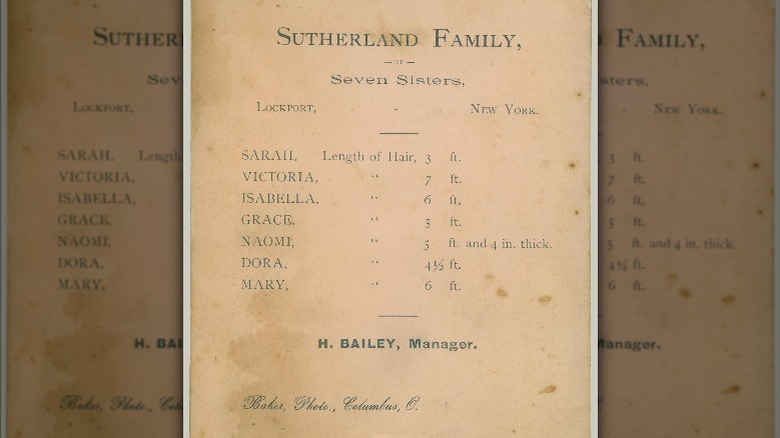 SUTHERLAND FAMILY,
— OF —
Seven Sisters,
LOCKPORT, - NEW YORK.
SARAH, Length of Hair, 3 ft.
VICTORIA, " 7 ft.
ISABELLA, " 6 ft.
GRACE, " 5 ft.
NAOMI, " 5 ft. and 4 in. thick.
DORA, " 4½ ft.
MARY, " 6 ft.
H. BAILEY, Manager.
Baker, Photo., Columbus, O.